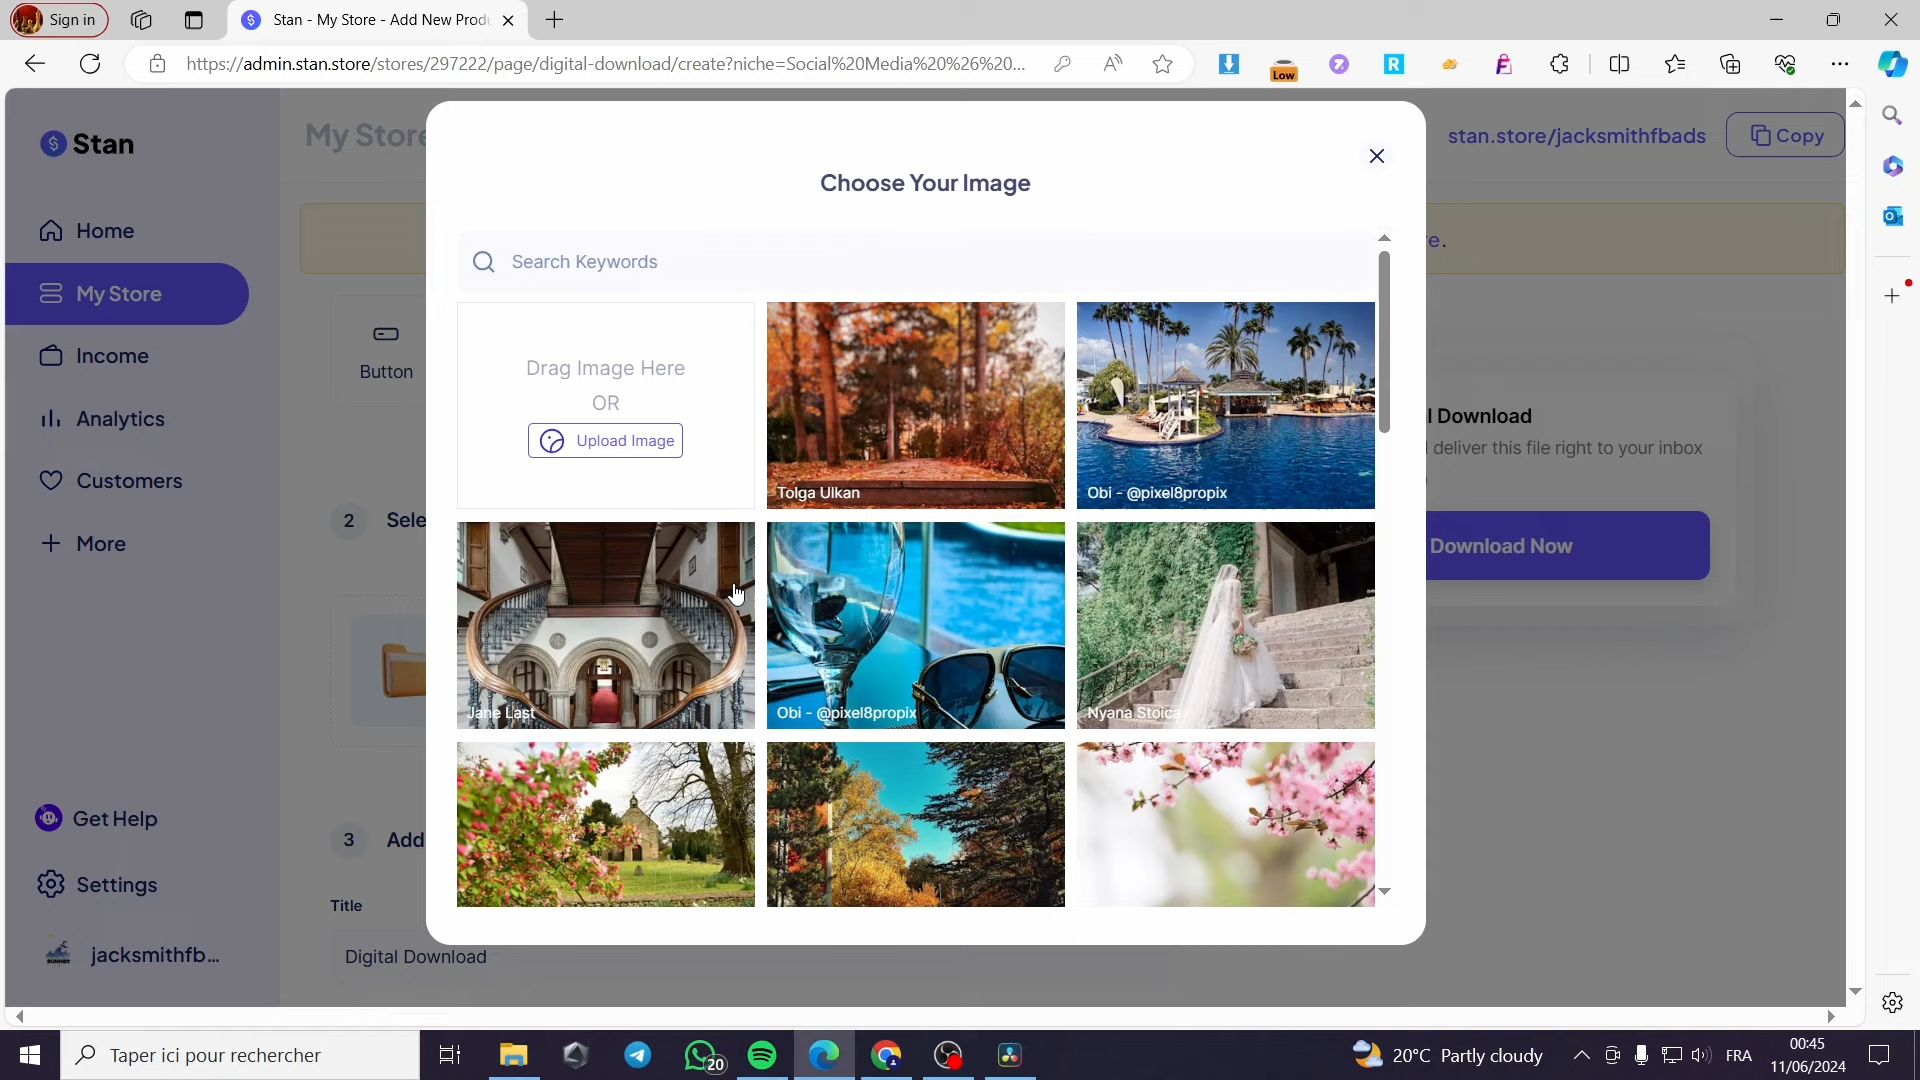 Sign in
Stan - My Store - Add New Prod
https://admin.stan.store/stores/297222/page/digital-download/create?niche=Social%20Media%20%26%20...
Low
Stan
My Store
stan.store/jacksmithfbads
Copy
Choose Your Image
Home
e.
Search Keywords
My Store
Button
Income
Drag Image Here
OR
Upload Image
Tolga Ulkan
Obi - @pixel8propix
l Download
deliver this file right to your inbox
Analytics
Customers
2 Sele
Download Now
More
Jane Last
Obi - @pixel8propix
Nyana Stoica
Get Help
3 Add
Settings
Title
jacksmithfb...
Digital Download
Taper ici pour rechercher
20
20°C Partly cloudy
FRA
00:45
11/06/2024